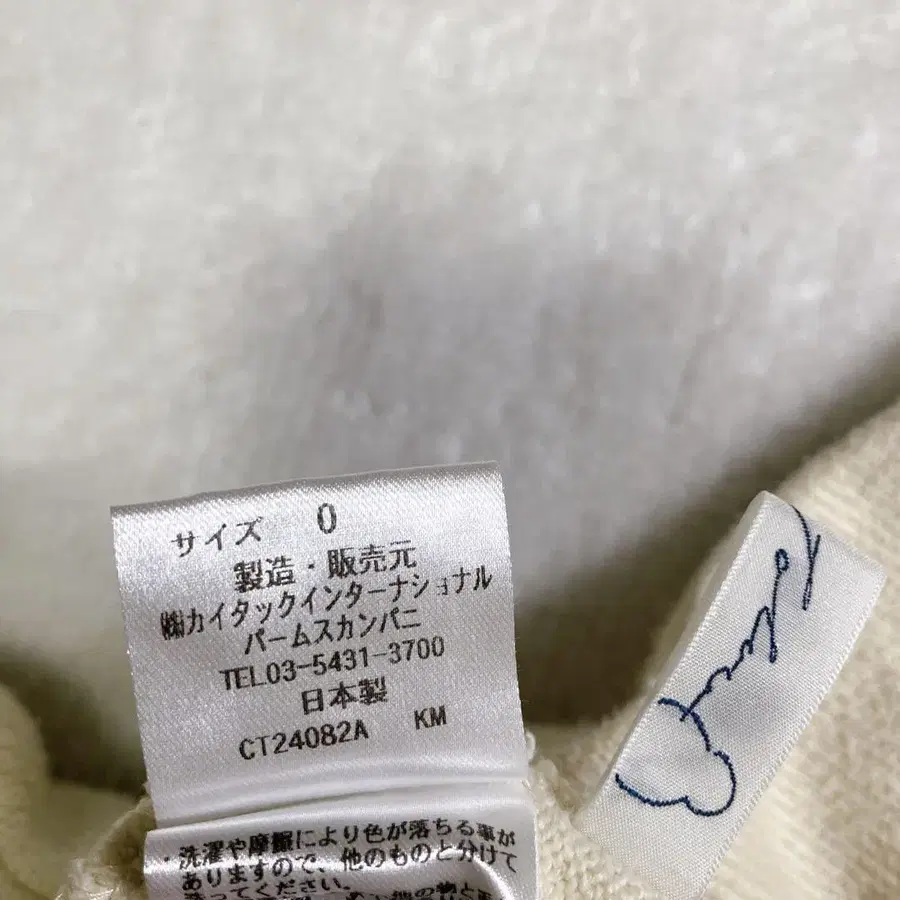 サイズ 0
製造・販売元
㈱カイタックインターナショナル
パームスカンパニ
TEL03-5431-3700
日本製
CT24082A KM
・洗濯や摩擦により色が落ちる事が
ありますので、他のものと分けて
洗ってください。